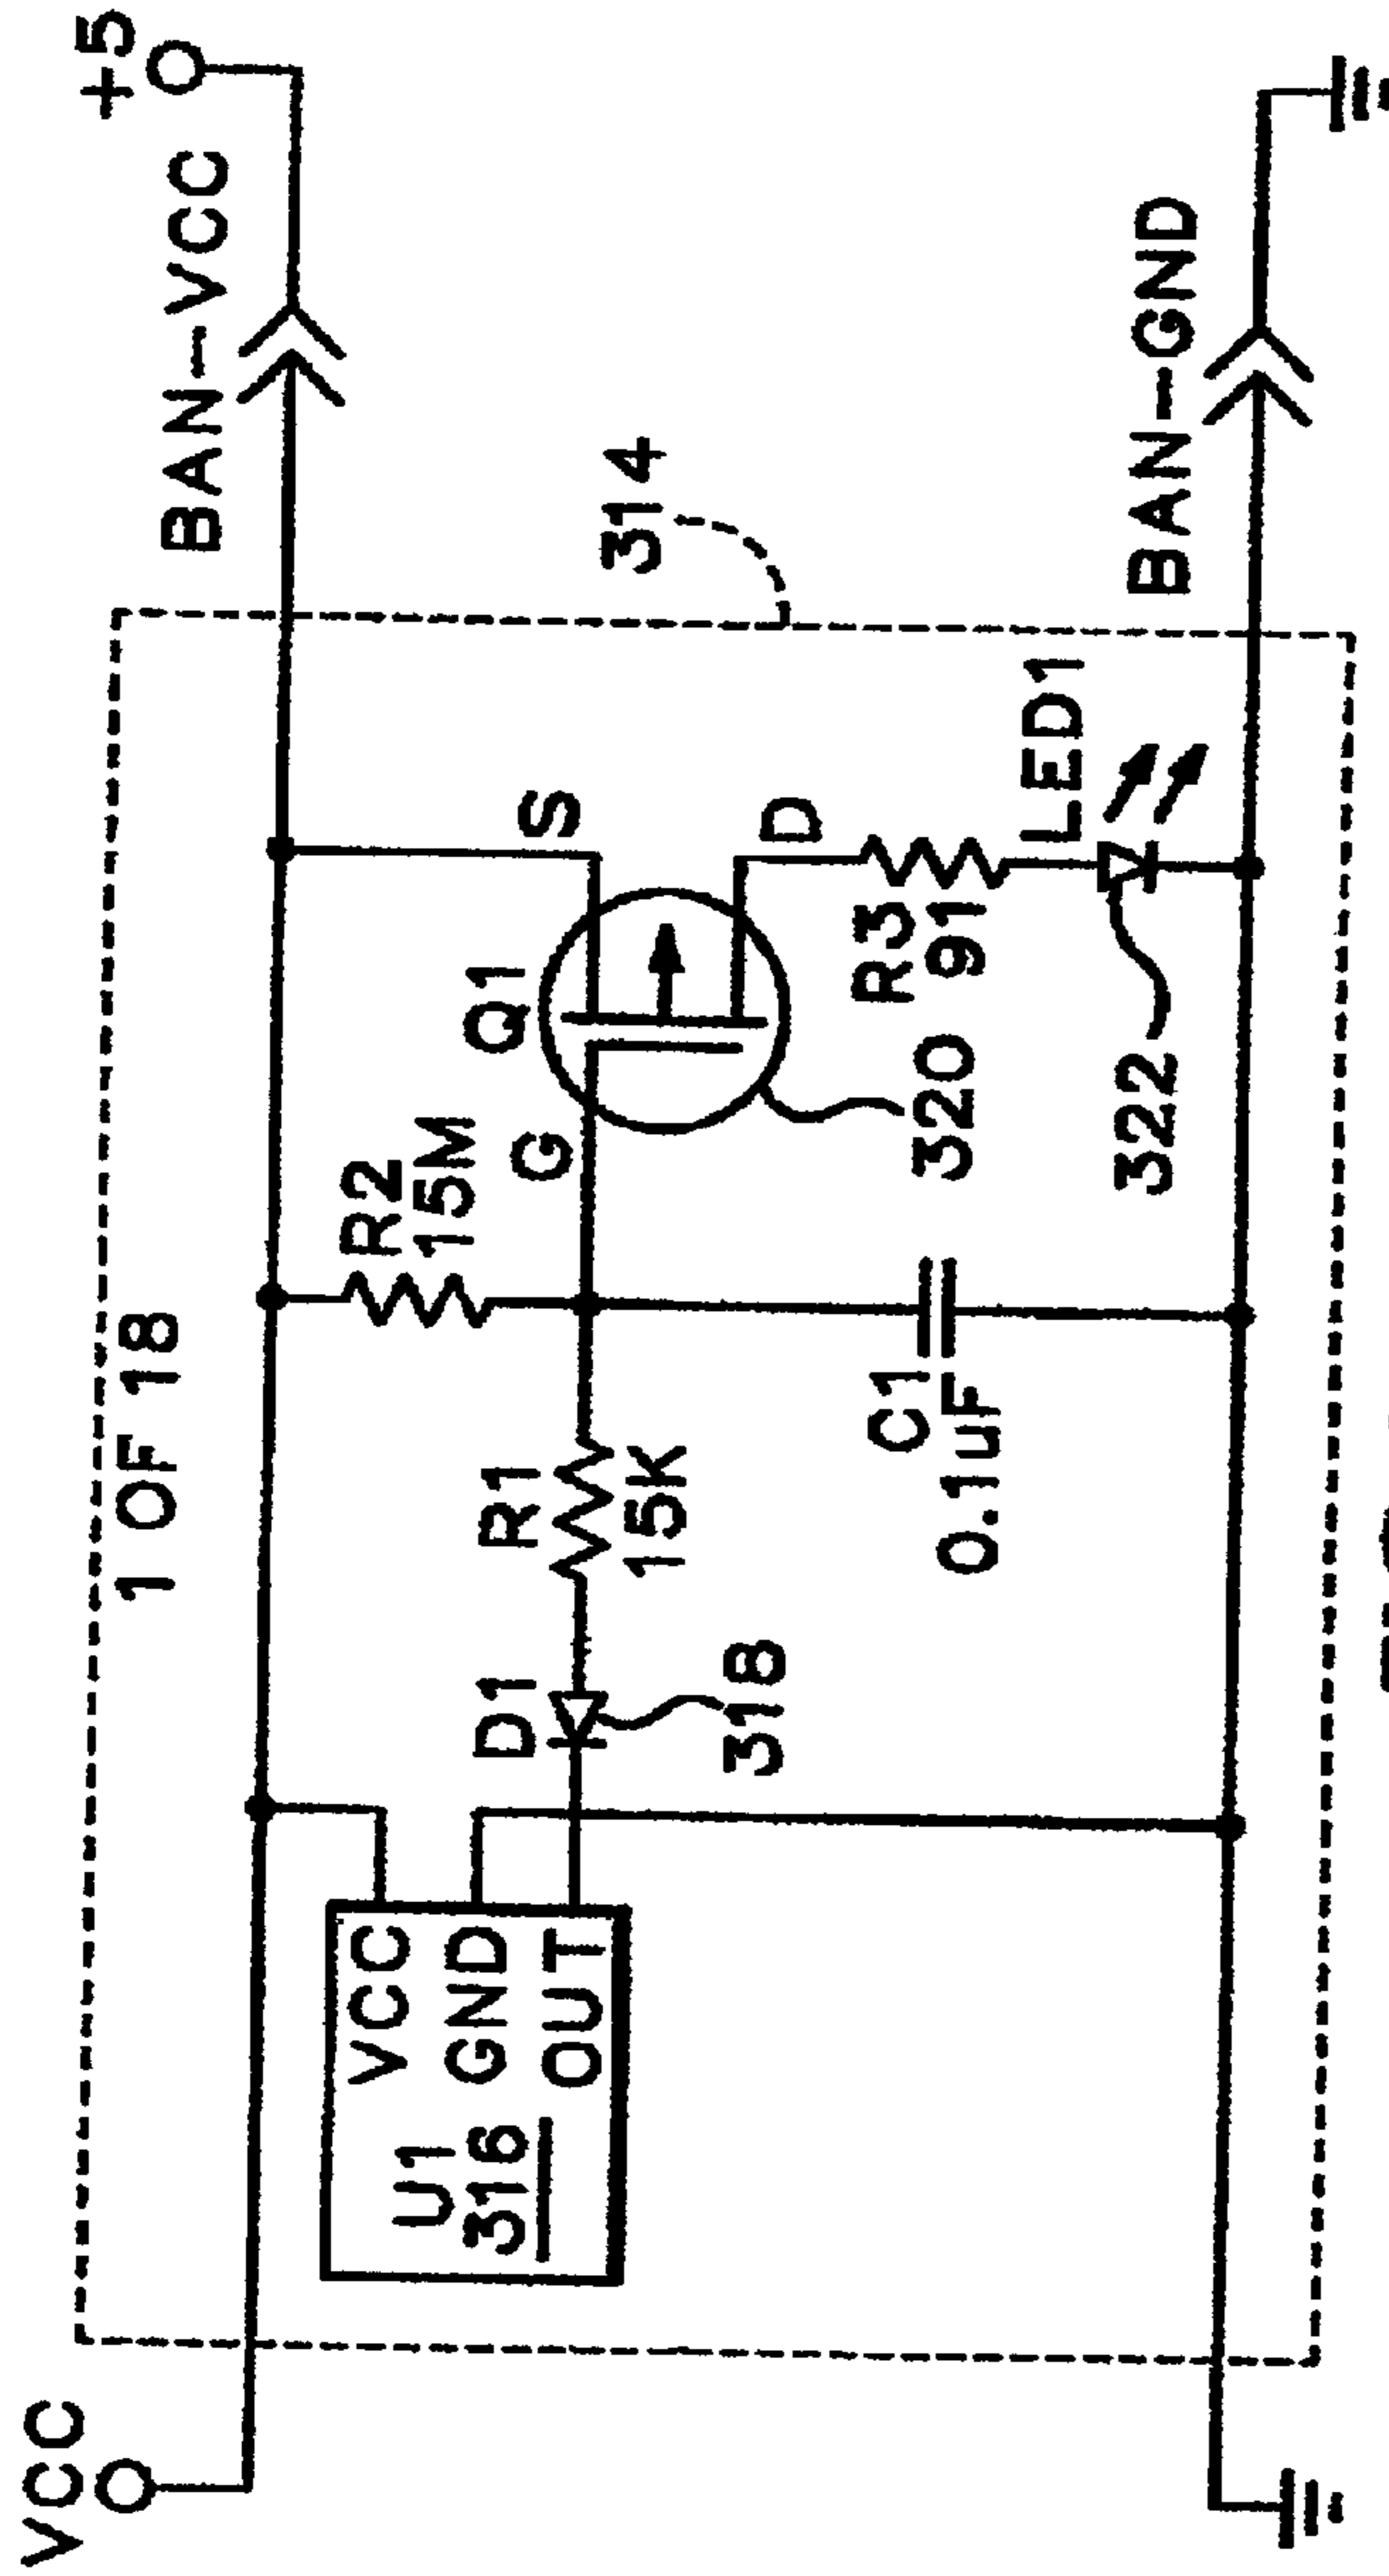 VCC
+5
BAN-VCC
1 OF 18
314
VCC
GND
OUT
U1
316
D1
318
R1
15K
R2
15M
G
Q1
S
D
320
R3
91
C1
0.1uF
LED1
322
BAN-GND